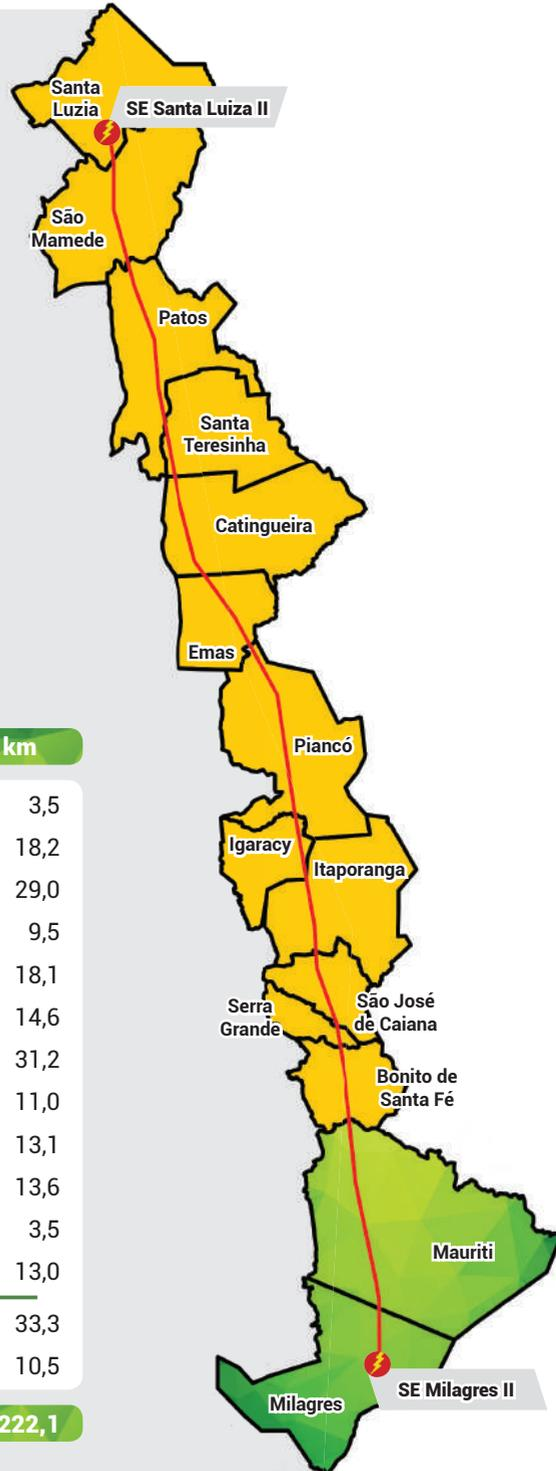 Santa
Luzia
SE Santa Luiza II
São
Mamede
Patos
Santa
Teresinha
Catingueira
Emas
Piancó
Igaracy
Itaporanga
Serra
Grande
São José
de Caiana
Bonito de
Santa Fé
Mauriti
Milagres
SE Milagres II
km
3,5
18,2
29,0
9,5
18,1
14,6
31,2
11,0
13,1
13,6
3,5
13,0
33,3
10,5
222,1